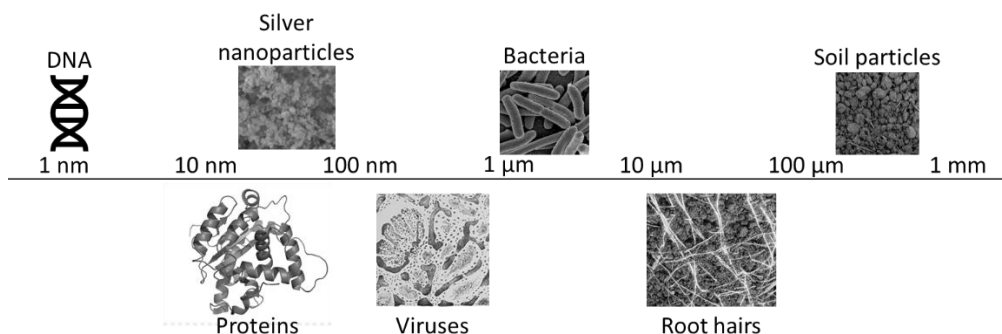 Silver
nanoparticles
DNA
Bacteria
Soil particles
1 nm
10 nm
100 nm
1 µm
10 µm
100 µm
1 mm
Proteins
Viruses
Root hairs